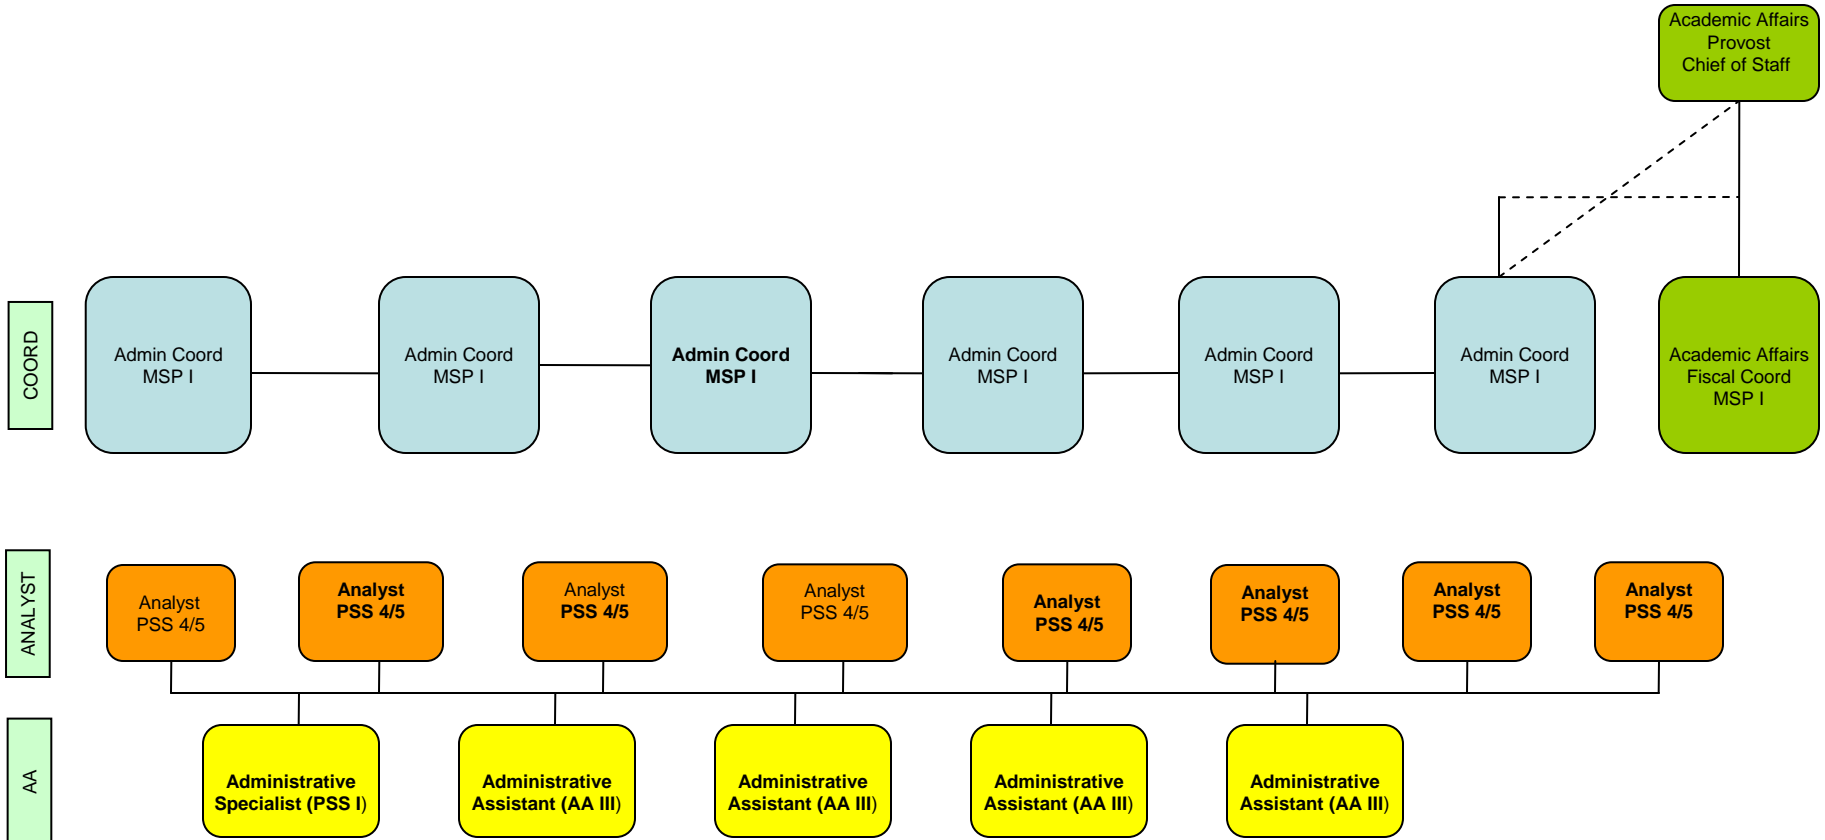 Academic Affairs
Provost
Chief of Staff
COORD
Admin Coord
MSP I
Admin Coord
MSP I
Admin Coord
MSP I
Admin Coord
MSP I
Admin Coord
MSP I
Admin Coord
MSP I
Academic Affairs
Fiscal Coord
MSP I
ANALYST
Analyst
PSS 4/5
Analyst
PSS 4/5
Analyst
PSS 4/5
Analyst
PSS 4/5
Analyst
PSS 4/5
Analyst
PSS 4/5
Analyst
PSS 4/5
Analyst
PSS 4/5
AA
Administrative
Specialist (PSS I)
Administrative
Assistant (AA III)
Administrative
Assistant (AA III)
Administrative
Assistant (AA III)
Administrative
Assistant (AA III)